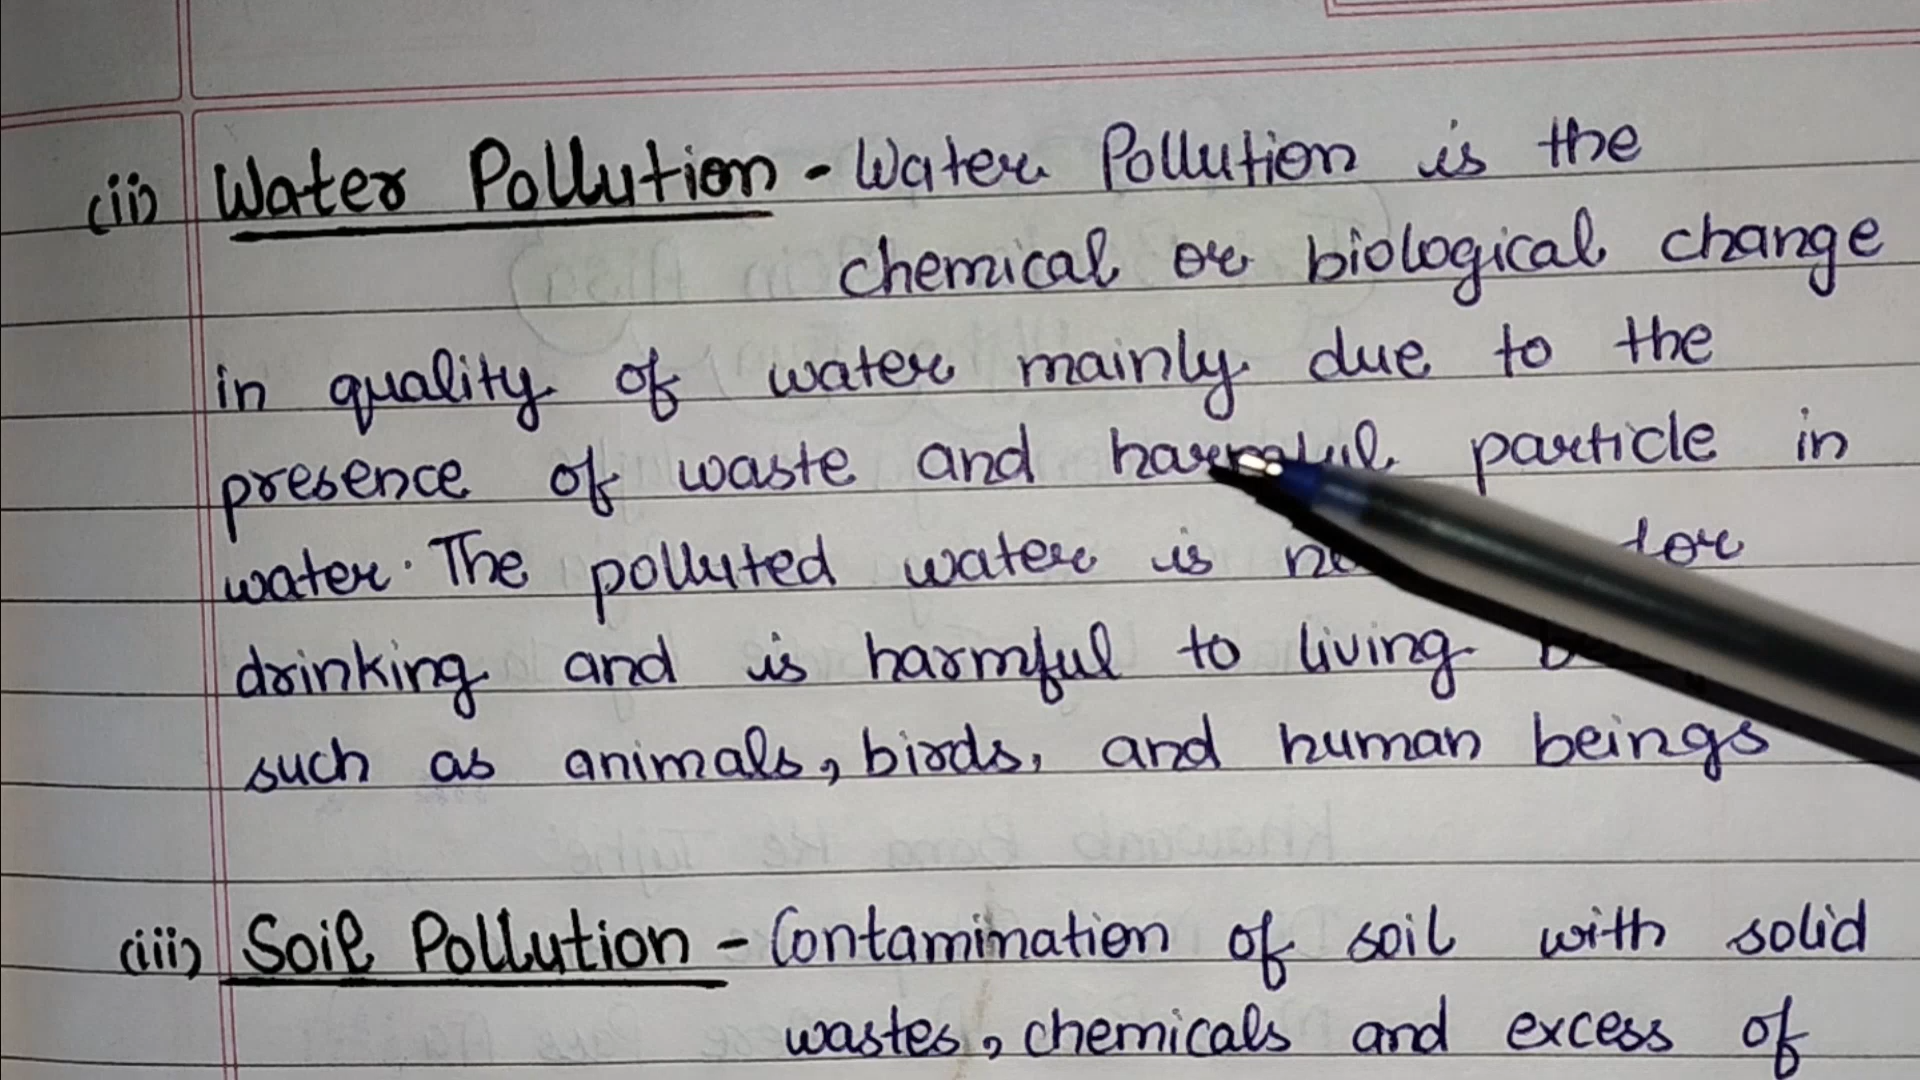 (ii) Water Pollution - Water Pollution is the
chemical or biological change
in quality of water mainly due to the
presence of waste and harmful particle in
water. The polluted water is for
drinking and is harmful to living
such as animals, birds, and human beings
(iii) Soil Pollution - Contamination of soil with solid
wastes, chemicals and excess of